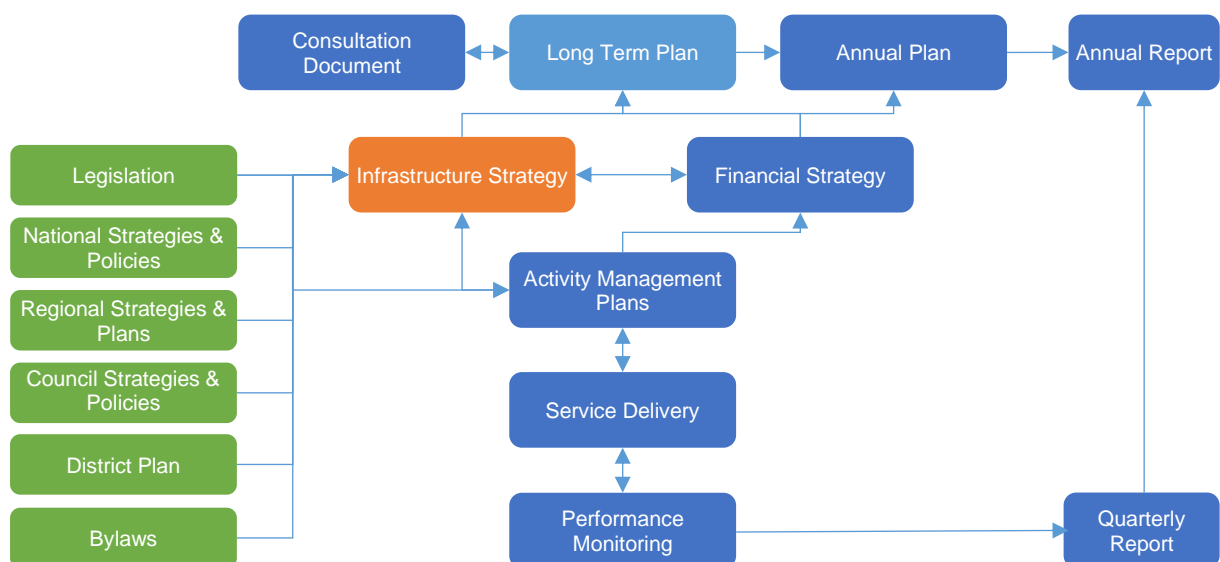 Consultation
Document
Long Term Plan
Annual Plan
Annual Report
Legislation
Infrastructure Strategy
Financial Strategy
National Strategies &
Policies
Activity Management
Plans
Regional Strategies &
Plans
Council Strategies &
Policies
Service Delivery
District Plan
Bylaws
Performance
Monitoring
Quarterly
Report